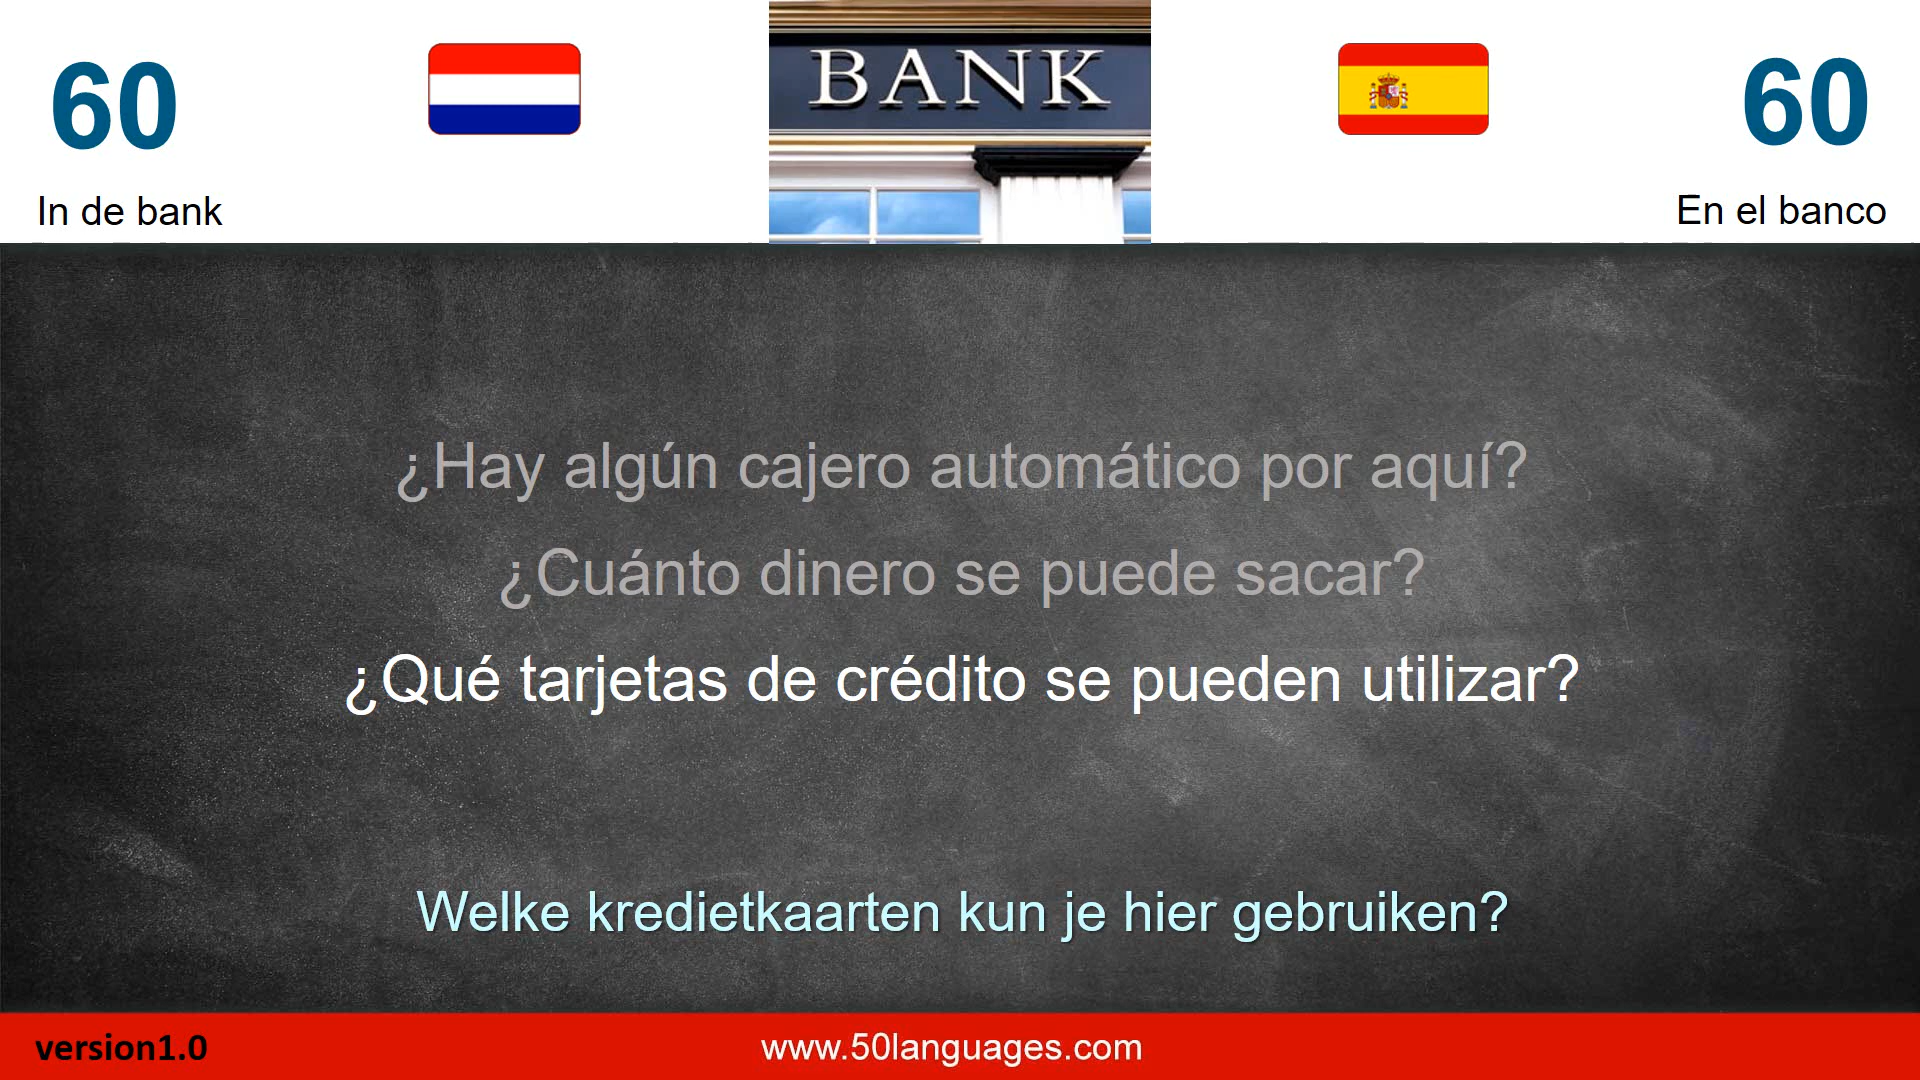 60
BANK
60
In de bank
En el banco
¿Hay algún cajero automático por aquí?
¿Cuánto dinero se puede sacar?
¿Qué tarjetas de crédito se pueden utilizar?
Welke kredietkaarten kun je hier gebruiken?
version1.0
www.50languages.com